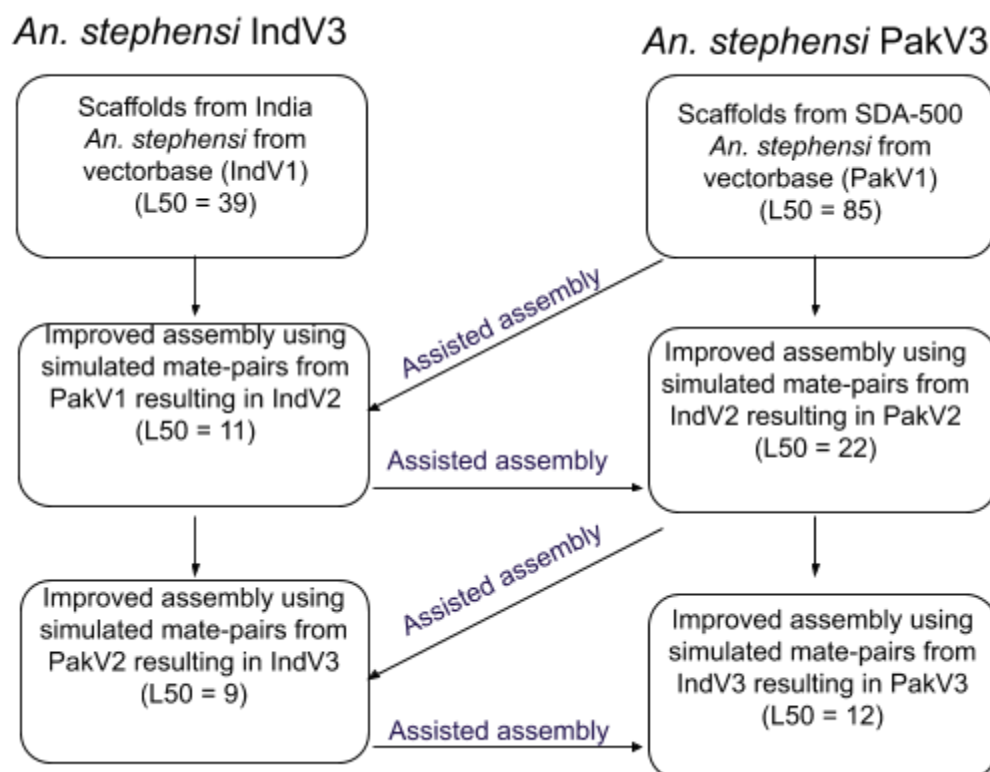 An. stephensi IndV3
An. stephensi PakV3
Scaffolds from India
An. stephensi from
vectorbase (IndV1)
(L50 = 39)
Scaffolds from SDA-500
An. stephensi from
vectorbase (PakV1)
(L50 = 85)
Assisted assembly
Improved assembly using
simulated mate-pairs from
PakV1 resulting in IndV2
(L50 = 11)
Improved assembly using
simulated mate-pairs from
IndV2 resulting in PakV2
(L50 = 22)
Assisted assembly
Assisted assembly
Improved assembly using
simulated mate-pairs from
PakV2 resulting in IndV3
(L50 = 9)
Improved assembly using
simulated mate-pairs from
IndV3 resulting in PakV3
(L50 = 12)
Assisted assembly